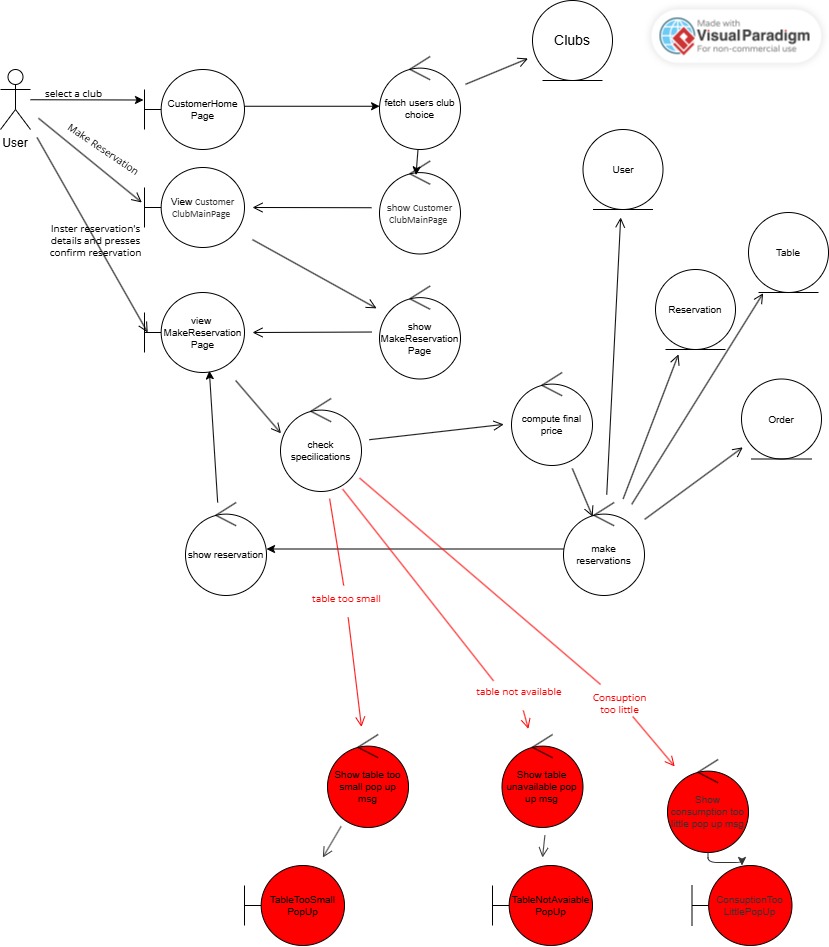 Made with
VisualParadigm
For non-commercial use
Clubs
select a club
CustomerHome
Page
fetch users club
choice
User
Make Reservation
View Customer
ClubMainPage
show Customer
ClubMainPage
User
Inster reservation's
details and presses
confirm reservation
Table
Reservation
view
MakeReservation
Page
show
MakeReservation
Page
Order
compute final
price
check
specilications
show reservation
make
reservations
table too small
table not available
Consuption
too little
Show table too
small pop up
msg
Show table
unavailable pop
up msg
Show
consumption too
little pop up msg
TableTooSmall
PopUp
TableNotAvaiable
PopUp
ConsuptionToo
LittlePopUp